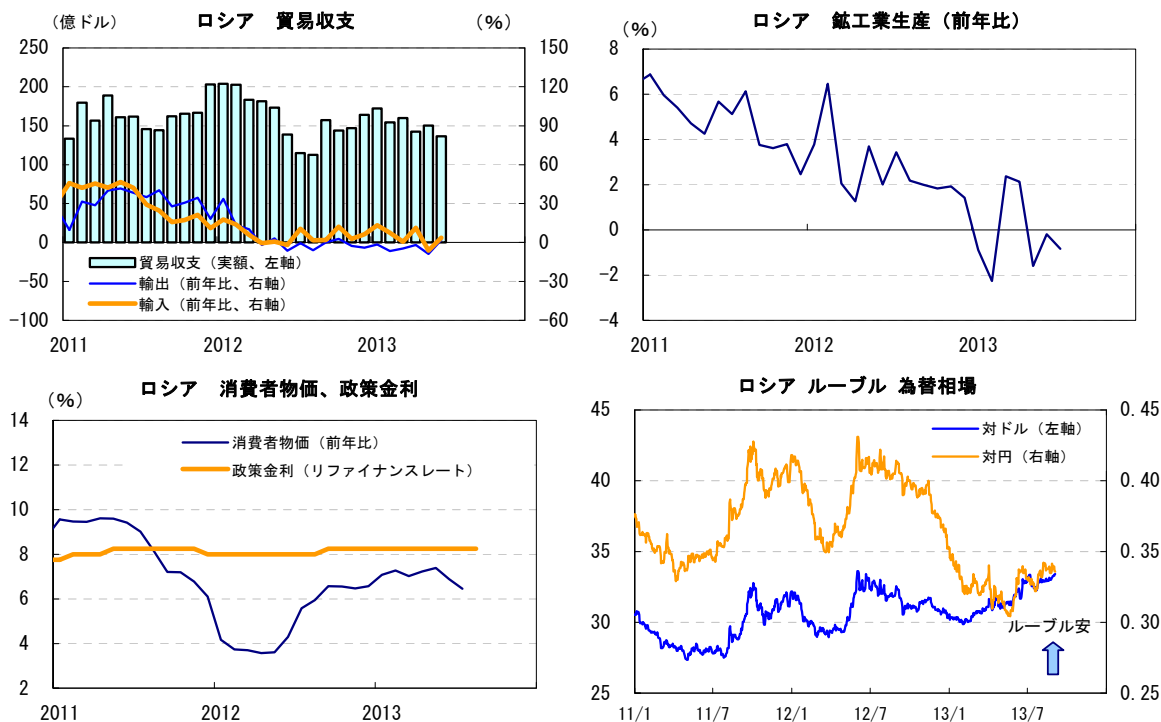 ロシア 貿易収支
（億ドル）
（%）
250
200
150
100
50
0
-50
-100
150
120
90
60
30
0
-30
-60
貿易収支（実額、左軸）
輸出（前年比、右軸）
輸入（前年比、右軸）
2011 2012 2013
ロシア 鉱工業生産（前年比）
（%）
8
6
4
2
0
-2
-4
2011 2012 2013
ロシア 消費者物価、政策金利
（%）
14
12
10
8
6
4
2
消費者物価（前年比）
政策金利（リファイナンスレート）
2011 2012 2013
ロシア ルーブル 為替相場
45
40
35
30
25
0.45
0.40
0.35
0.30
0.25
対ドル（左軸）
対円（右軸）
ルーブル安
11/1 11/7 12/1 12/7 13/1 13/7